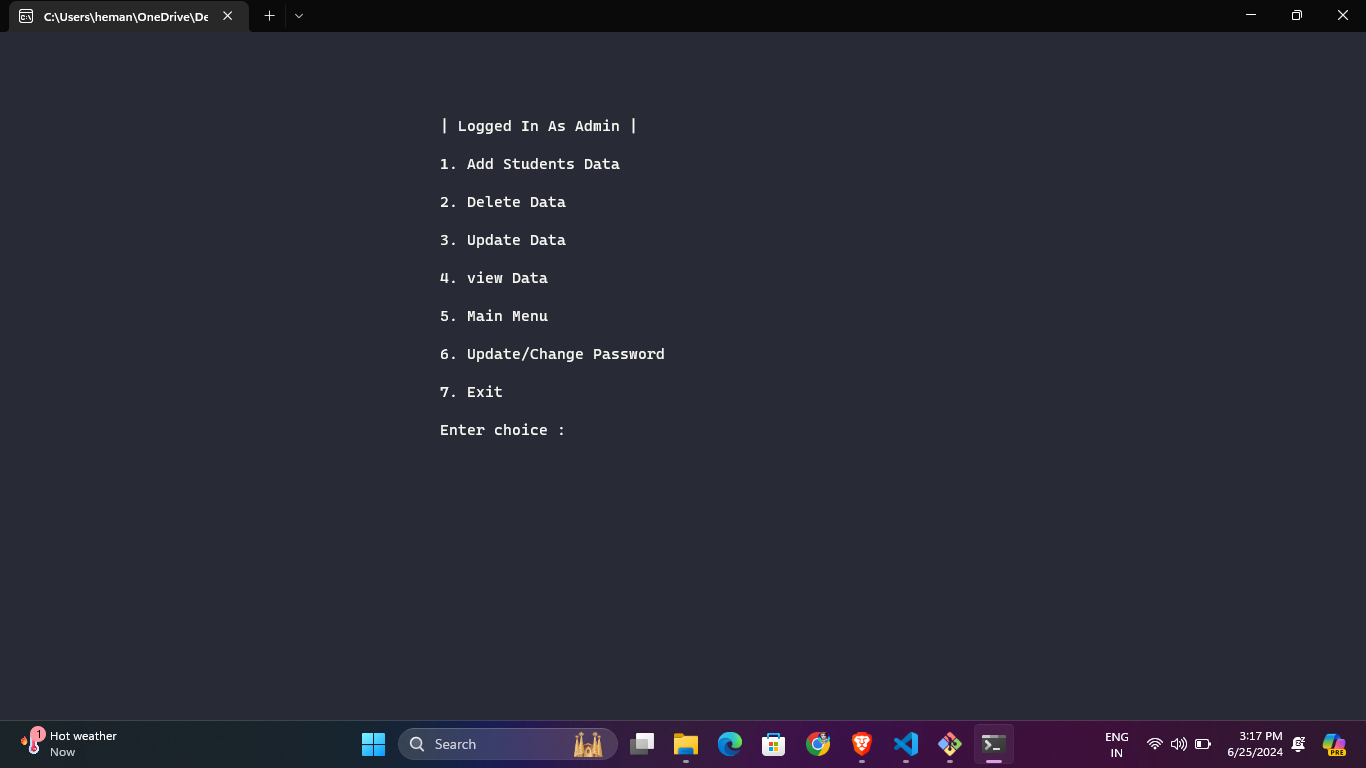 C:\Users\heman\OneDrive\De
| Logged In As Admin |
1. Add Students Data
2. Delete Data
3. Update Data
4. view Data
5. Main Menu
6. Update/Change Password
7. Exit
Enter choice :
1
Hot weather
Now
Search
ENG
IN
3:17 PM
6/25/2024
PRE